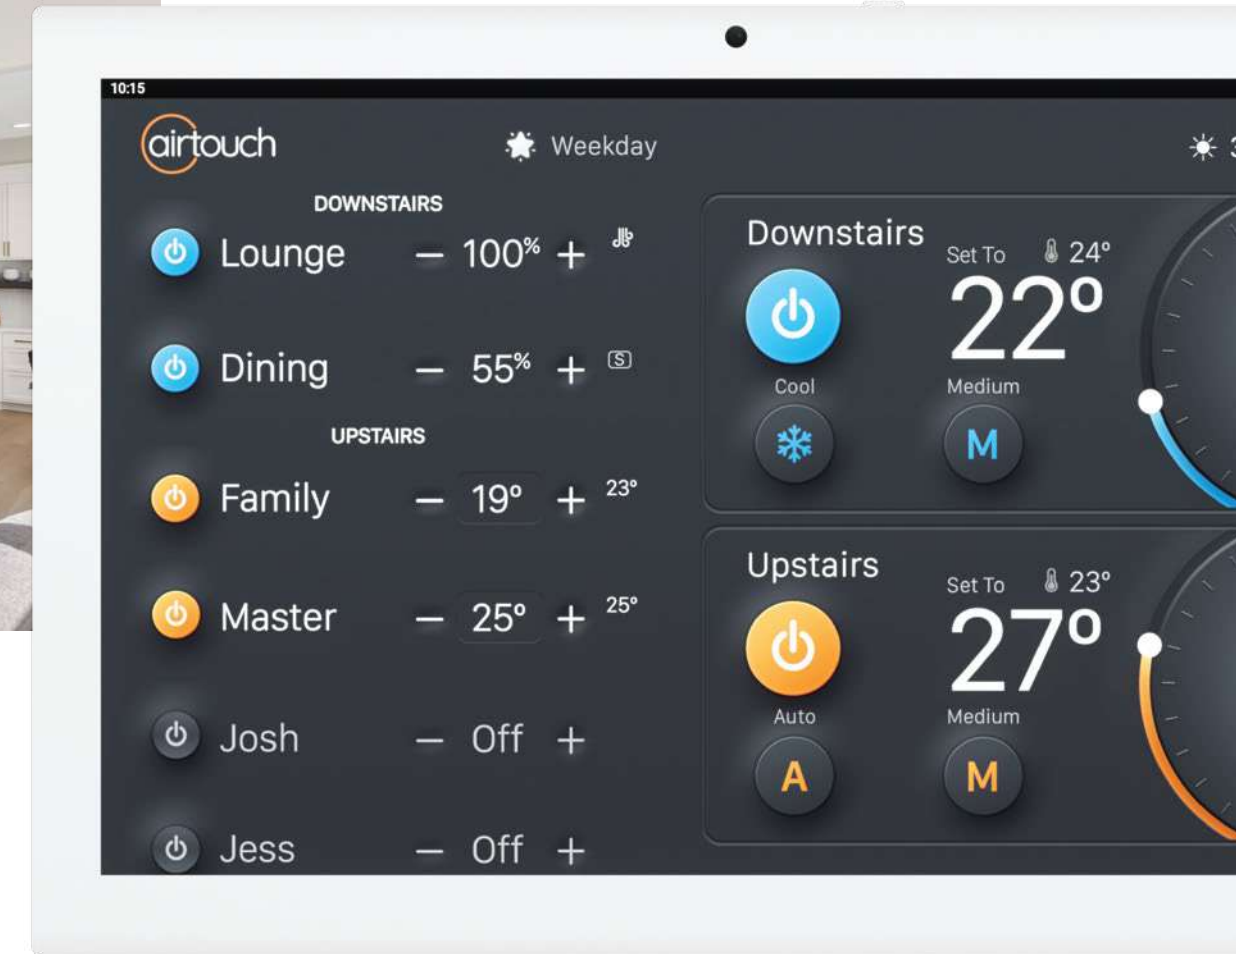 10:15
airtouch
Weekday
3
DOWNSTAIRS
Lounge − 100% +
Dining − 55% + S
UPSTAIRS
Family − 19° + 23°
Master − 25° + 25°
Josh − Off +
Jess − Off +
Downstairs
Set To 24°
22°
Cool Medium
M
Upstairs
Set To 23°
27°
Auto Medium
A M